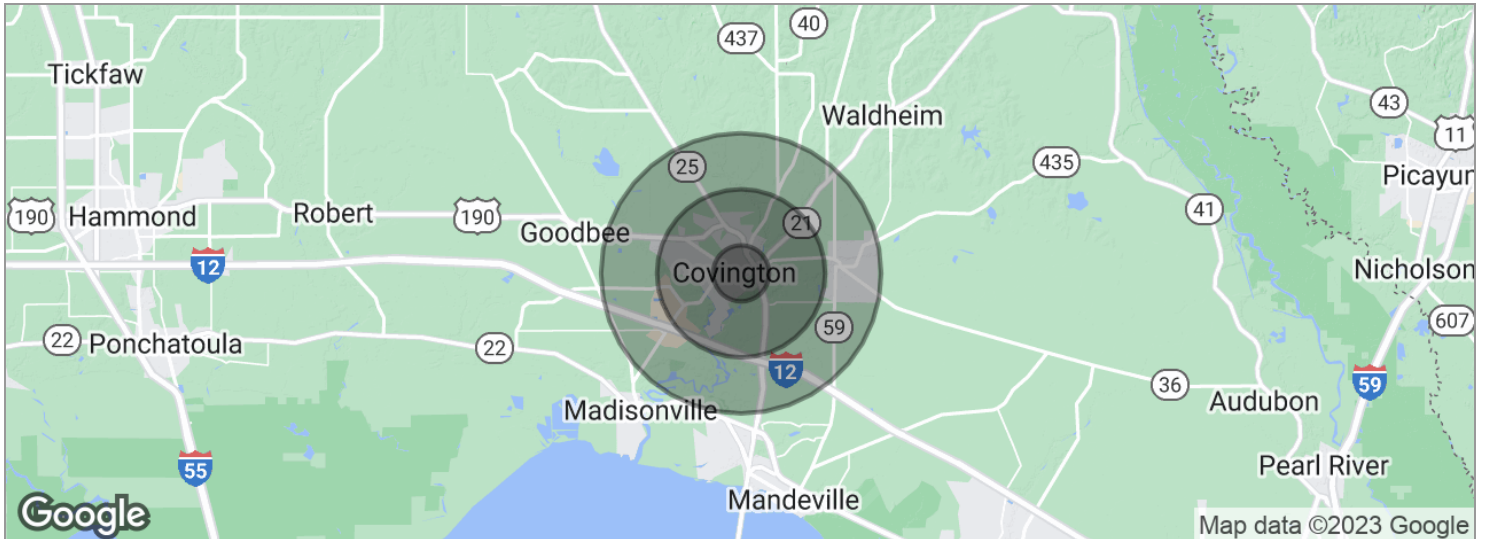 40
437
Tickfaw
43
Waldheim
11
25
435
Picayun
190
Hammond
Robert
190
41
21
Goodbee
12
Covington
Nicholson
59
607
22
Ponchatoula
22
12
36
59
Audubon
Madisonville
55
Pearl River
Mandeville
Google
Map data ©2023 Google